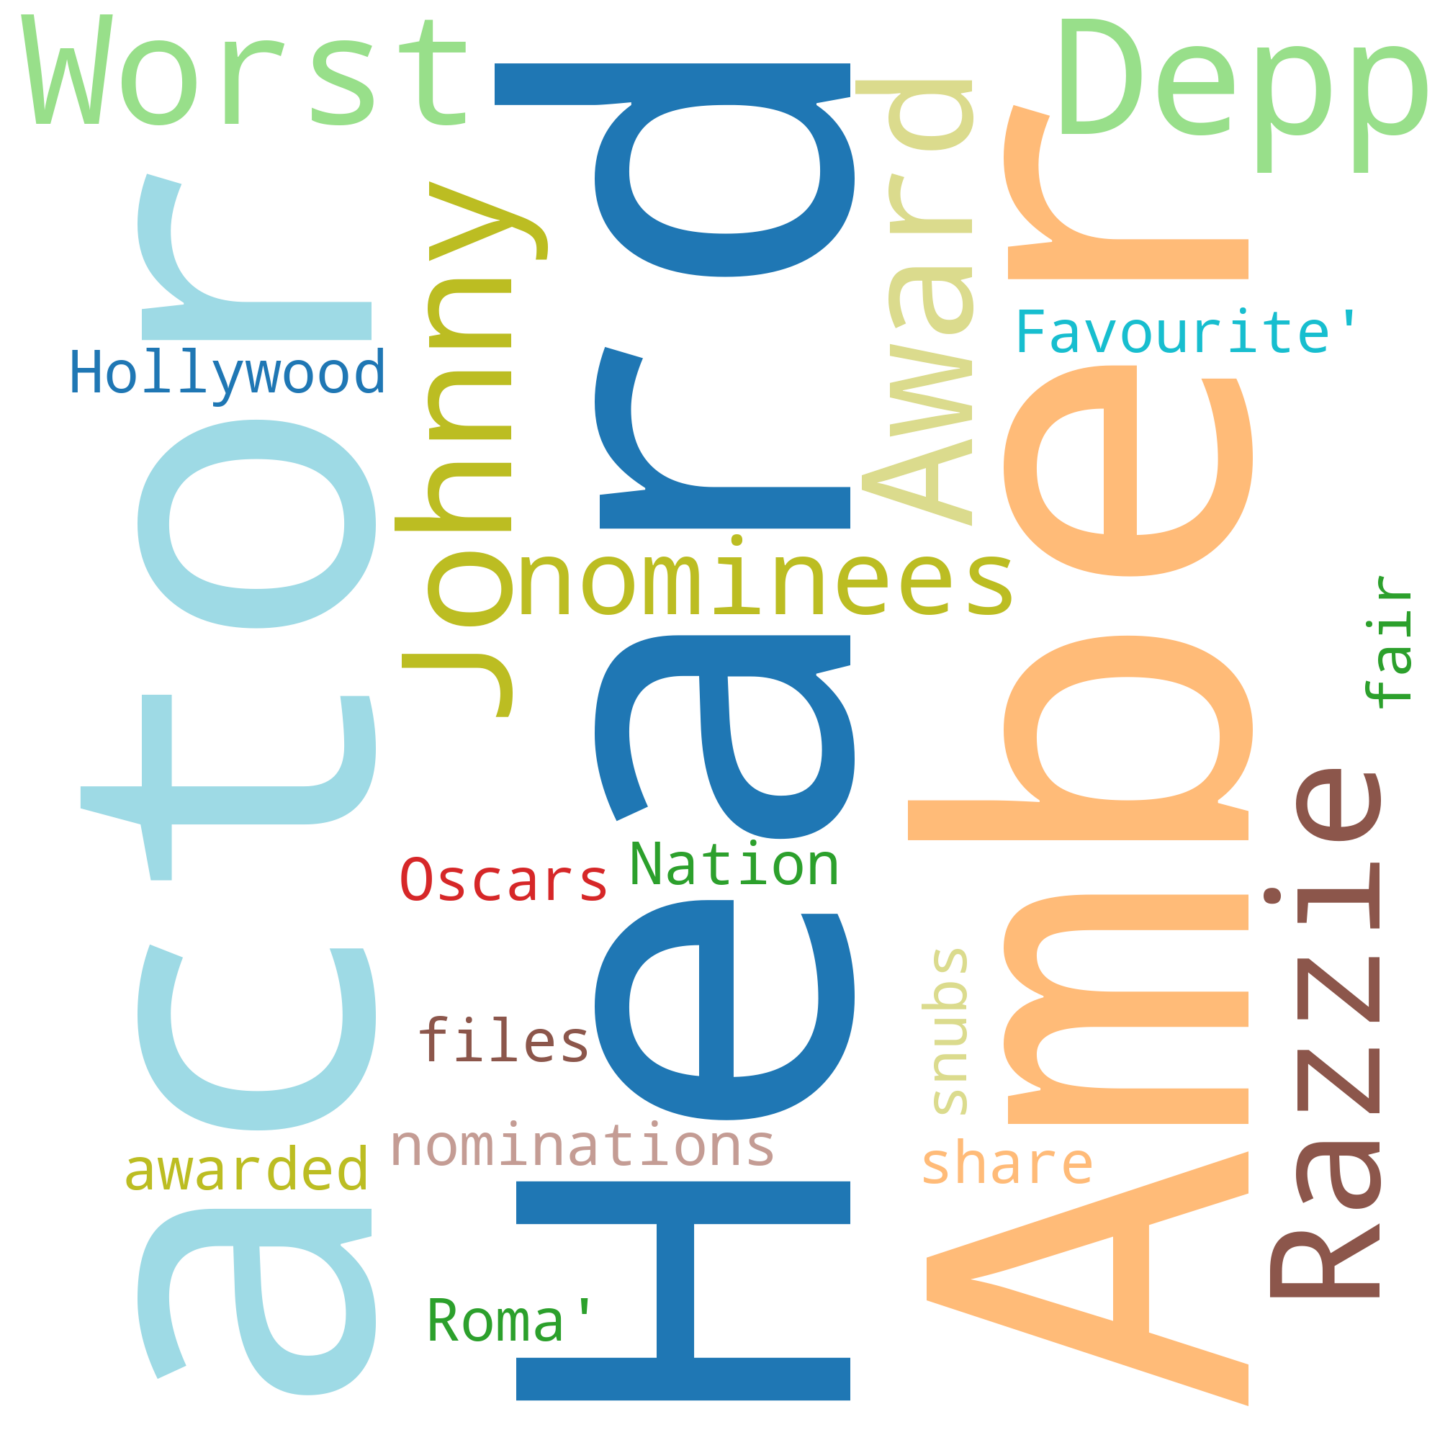 Worst
Depp
actor
Heard
Award
Amber
Johnny
Hollywood
Favourite'
nominees
fair
Razzie
Oscars
Nation
files
snubs
nominations
awarded
share
Roma'